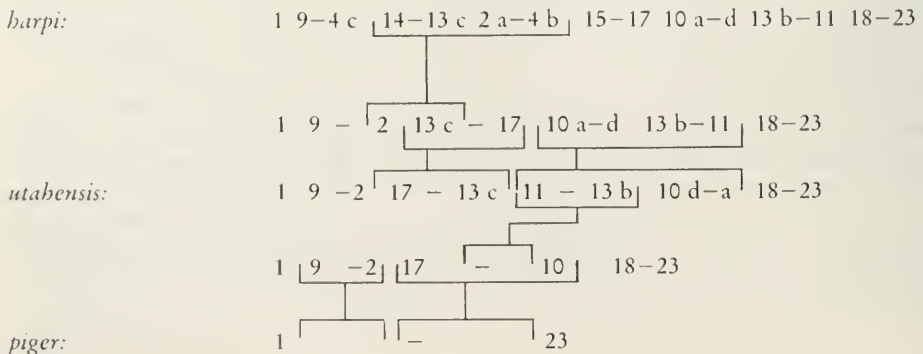 harpi: 1 9–4 c 14–13 c 2 a–4 b 15–17 10 a–d 13 b–11 18–23
1 9 – 2 13 c – 17 10 a–d 13 b–11 18–23
utahensis: 1 9 –2 17 – 13 c 11 – 13 b 10 d–a 18–23
1 9 –2 17 – 10 18–23
piger: 1 – 23